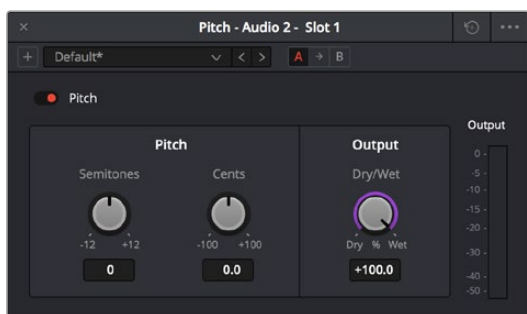 Pitch - Audio 2 - Slot 1
Default*
A B
Pitch
Output
Pitch
Output
Semitones Cents Dry/Wet
-12 +12 -100 +100 Dry % Wet
0 0.0 +100.0
0
-5
-10
-15
-20
-30
-40
-50